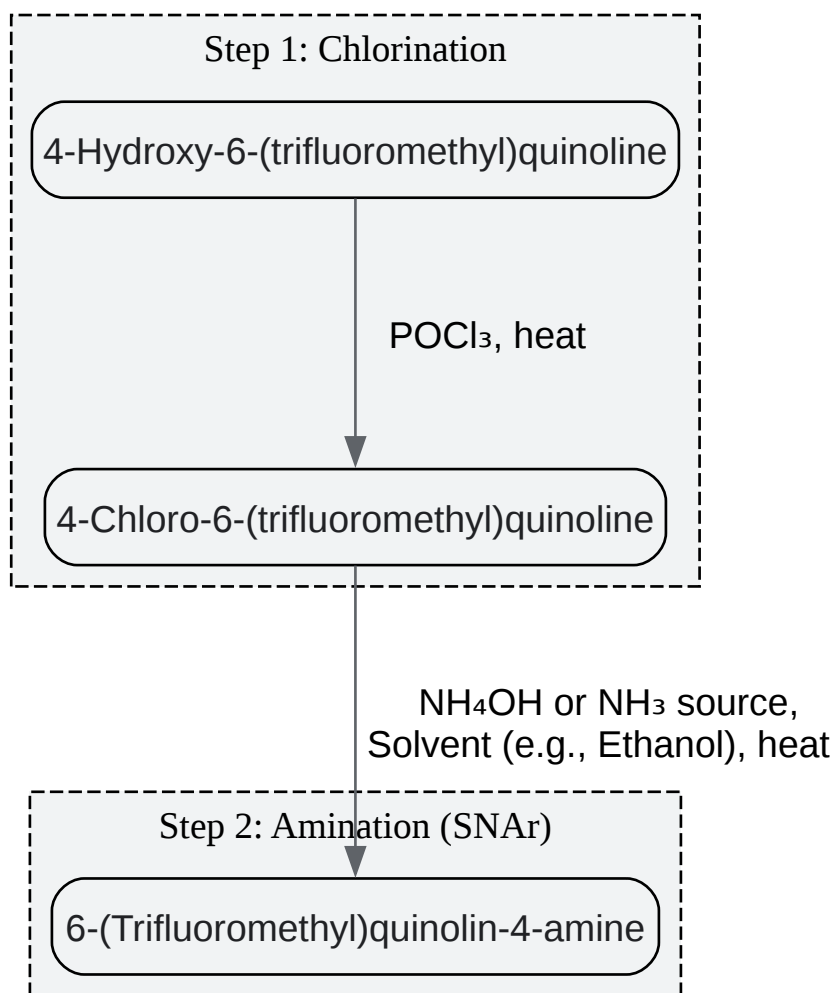 Step 1: Chlorination
4-Hydroxy-6-(trifluoromethyl)quinoline
POCl₃, heat
4-Chloro-6-(trifluoromethyl)quinoline
NH₄OH or NH₃ source,
Solvent (e.g., Ethanol), heat
Step 2: Amination (SNAr)
6-(Trifluoromethyl)quinolin-4-amine